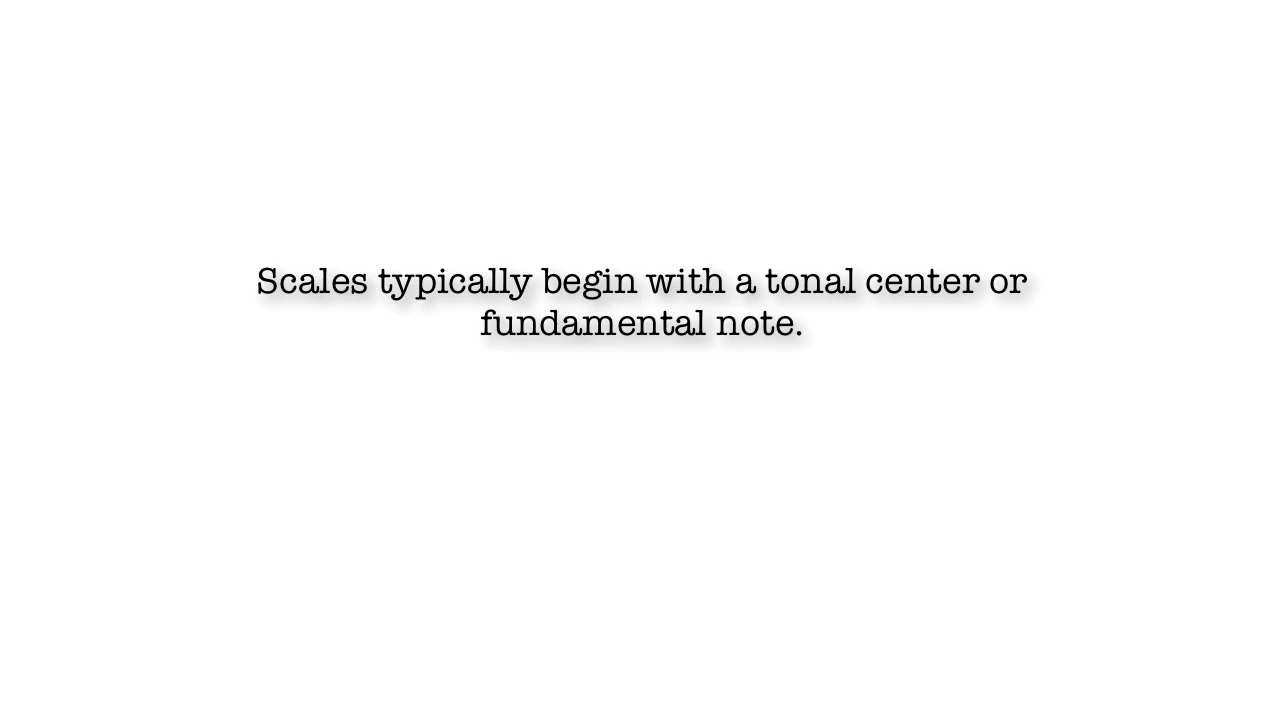 Scales typically begin with a tonal center or
fundamental note.